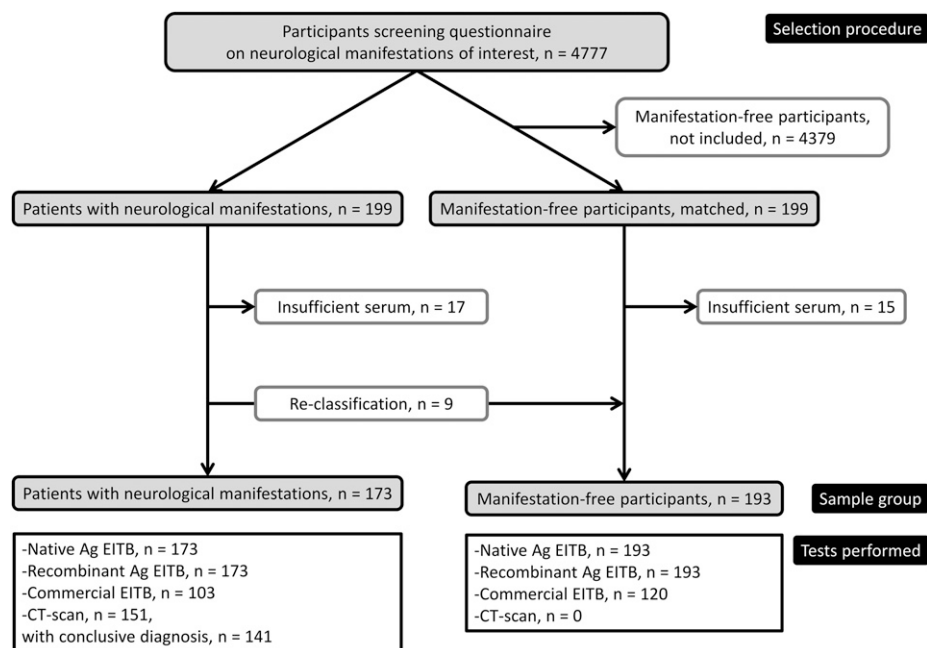 Participants screening questionnaire
on neurological manifestations of interest, n = 4777
Selection procedure
Manifestation-free participants,
not included, n = 4379
Patients with neurological manifestations, n = 199
Manifestation-free participants, matched, n = 199
Insufficient serum, n = 17
Insufficient serum, n = 15
Re-classification, n = 9
Patients with neurological manifestations, n = 173
Manifestation-free participants, n = 193
Sample group
-Native Ag EITB, n = 173
-Recombinant Ag EITB, n = 173
-Commercial EITB, n = 103
-CT-scan, n = 151,
with conclusive diagnosis, n = 141
-Native Ag EITB, n = 193
-Recombinant Ag EITB, n = 193
-Commercial EITB, n = 120
-CT-scan, n = 0
Tests performed